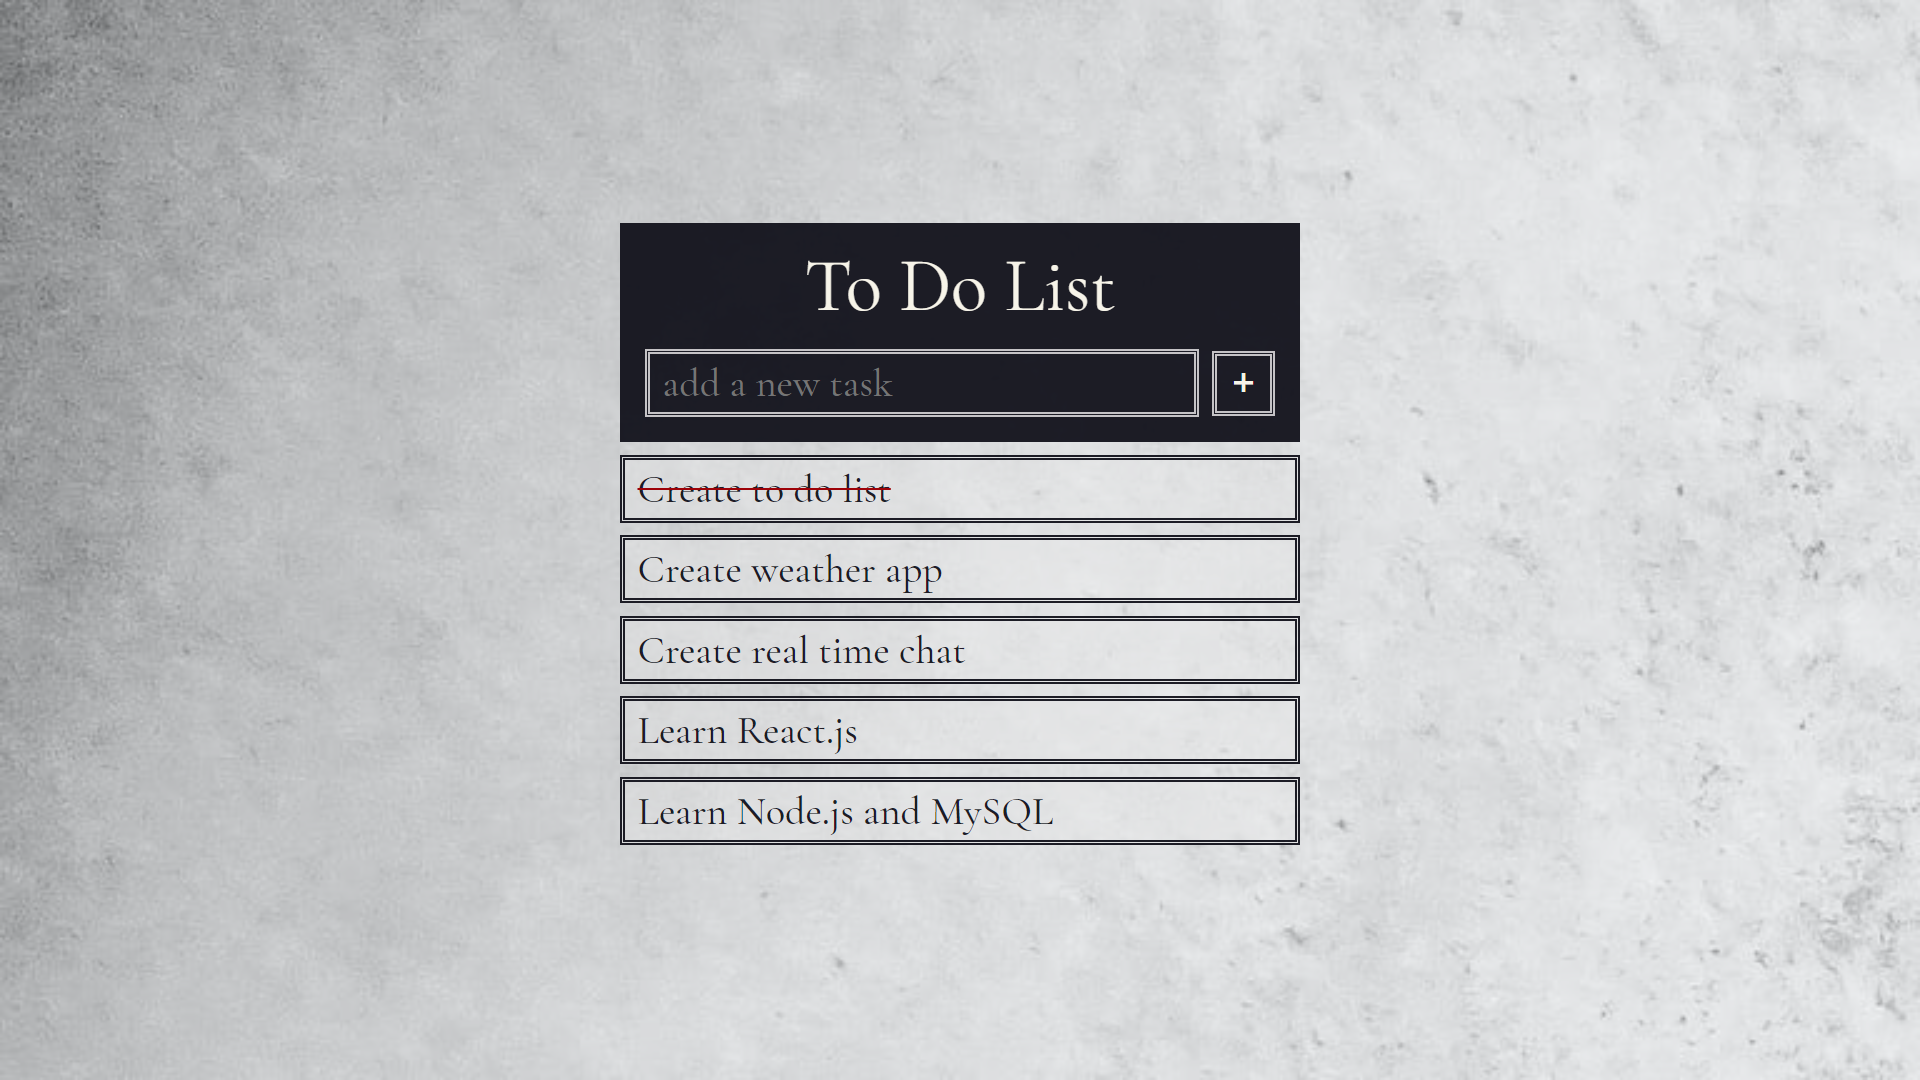 To Do List
add a new task
+
Create to do list
Create weather app
Create real time chat
Learn React.js
Learn Node.js and MySQL